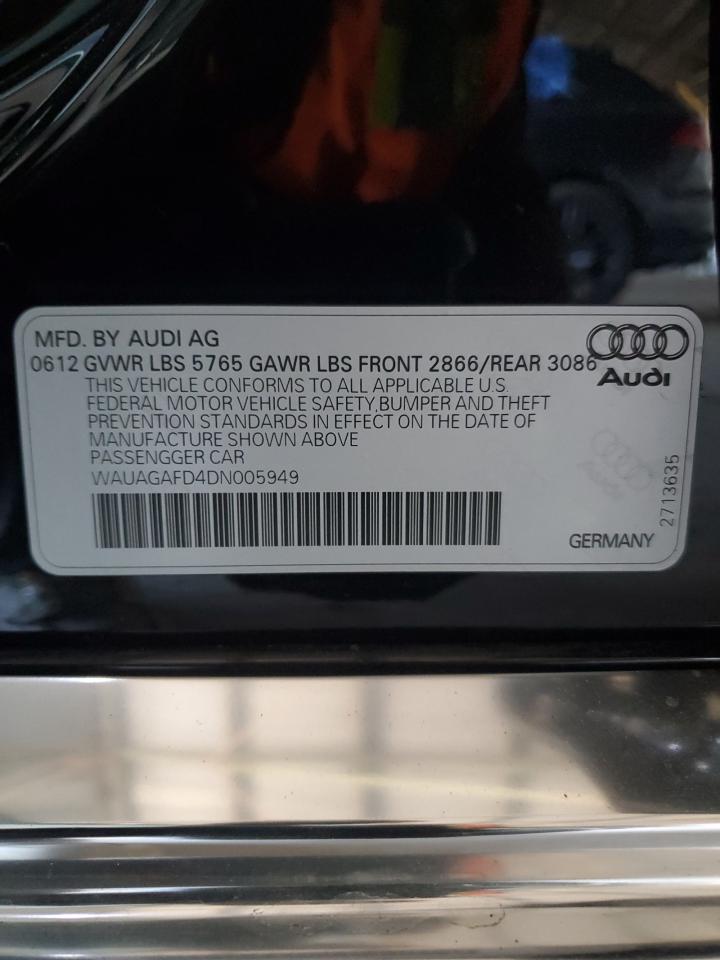 MFD. BY AUDI AG
0612 GVWR LBS 5765 GAWR LBS FRONT 2866/REAR 3086
Audi
THIS VEHICLE CONFORMS TO ALL APPLICABLE U.S.
FEDERAL MOTOR VEHICLE SAFETY,BUMPER AND THEFT
PREVENTION STANDARDS IN EFFECT ON THE DATE OF
MANUFACTURE SHOWN ABOVE
PASSENGGER CAR
WAUAGAFD4DN005949
GERMANY
2713635
Audi